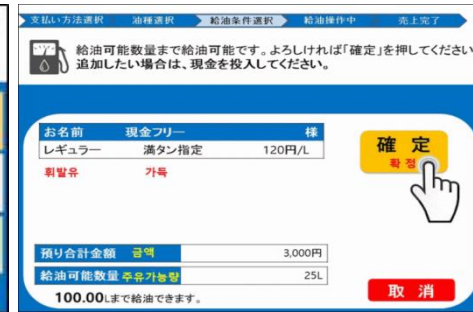 支払い方法選択 油種選択 給油条件選択 給油操作中 売上完了
給油可能数量まで給油可能です。よろしければ「確定」を押してください
追加したい場合は、現金を投入してください。
お名前 現金フリー 様
レギュラー 満タン指定 120円/L
휘발유 가득
確 定
확 정
預り合計金額 금액 3,000円
給油可能数量 주유가능량 25L
100.00Lまで給油できます。
取 消